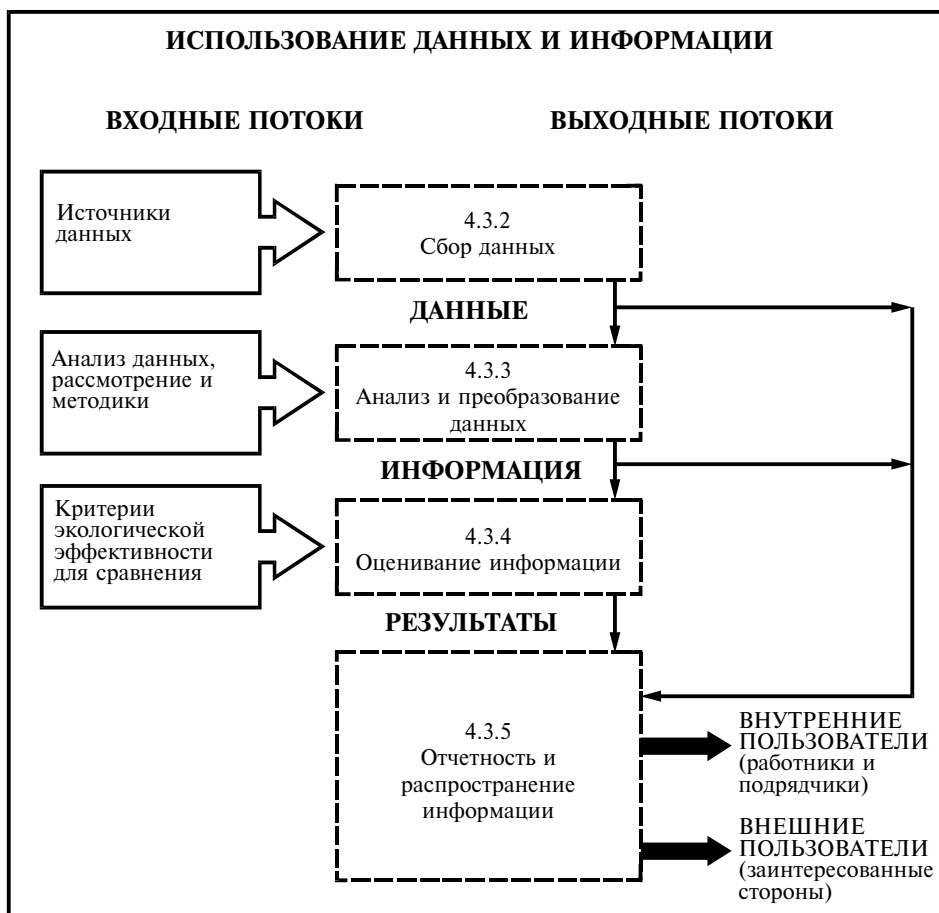 ИСПОЛЬЗОВАНИЕ ДАННЫХ И ИНФОРМАЦИИ
ВХОДНЫЕ ПОТОКИ
ВЫХОДНЫЕ ПОТОКИ
Источники
данных
4.3.2
Сбор данных
ДАННЫЕ
Анализ данных,
рассмотрение и
методики
4.3.3
Анализ и преобразование
данных
ИНФОРМАЦИЯ
Критерии
экологической
эффективности
для сравнения
4.3.4
Оценивание информации
РЕЗУЛЬТАТЫ
4.3.5
Отчетность и
распространение
информации
ВНУТРЕННИЕ
ПОЛЬЗОВАТЕЛИ
(работники и
подрядчики)
ВНЕШНИЕ
ПОЛЬЗОВАТЕЛИ
(заинтересованные
стороны)